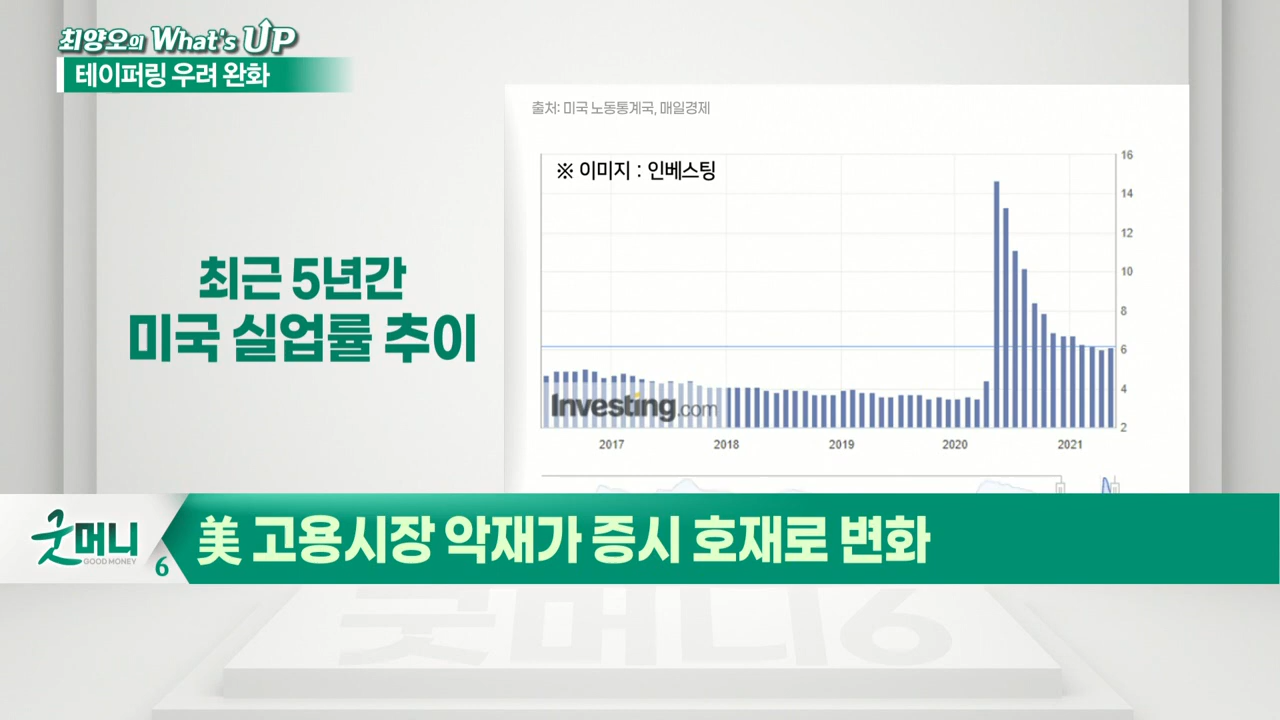 최양오의 What's UP
테이퍼링 우려 완화
출처: 미국 노동통계국, 매일경제
※ 이미지 : 인베스팅
최근 5년간
미국 실업률 추이
16
14
12
10
8
6
4
2
Investing.com
2017 2018 2019 2020 2021
굿머니 GOOD MONEY 6
美 고용시장 악재가 증시 호재로 변화
굿머니6